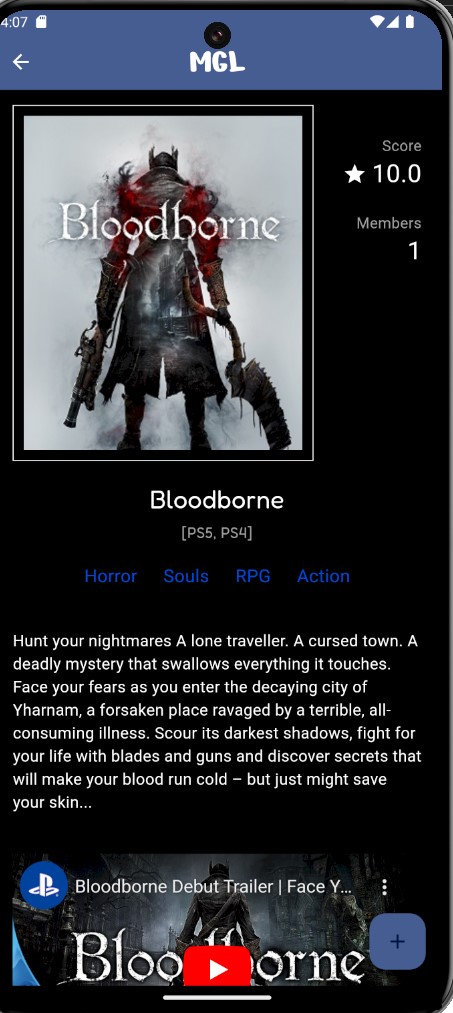 4:07
MGL
Bloodborne
Score
10.0
Members
1
Bloodborne
[PS5, PS4]
Horror Souls RPG Action
Hunt your nightmares A lone traveller. A cursed town. A
deadly mystery that swallows everything it touches.
Face your fears as you enter the decaying city of
Yharnam, a forsaken place ravaged by a terrible, all-
consuming illness. Scour its darkest shadows, fight for
your life with blades and guns and discover secrets that
will make your blood run cold – but just might save
your skin...
Bloodborne Debut Trailer | Face Y...
Bloodborne
+